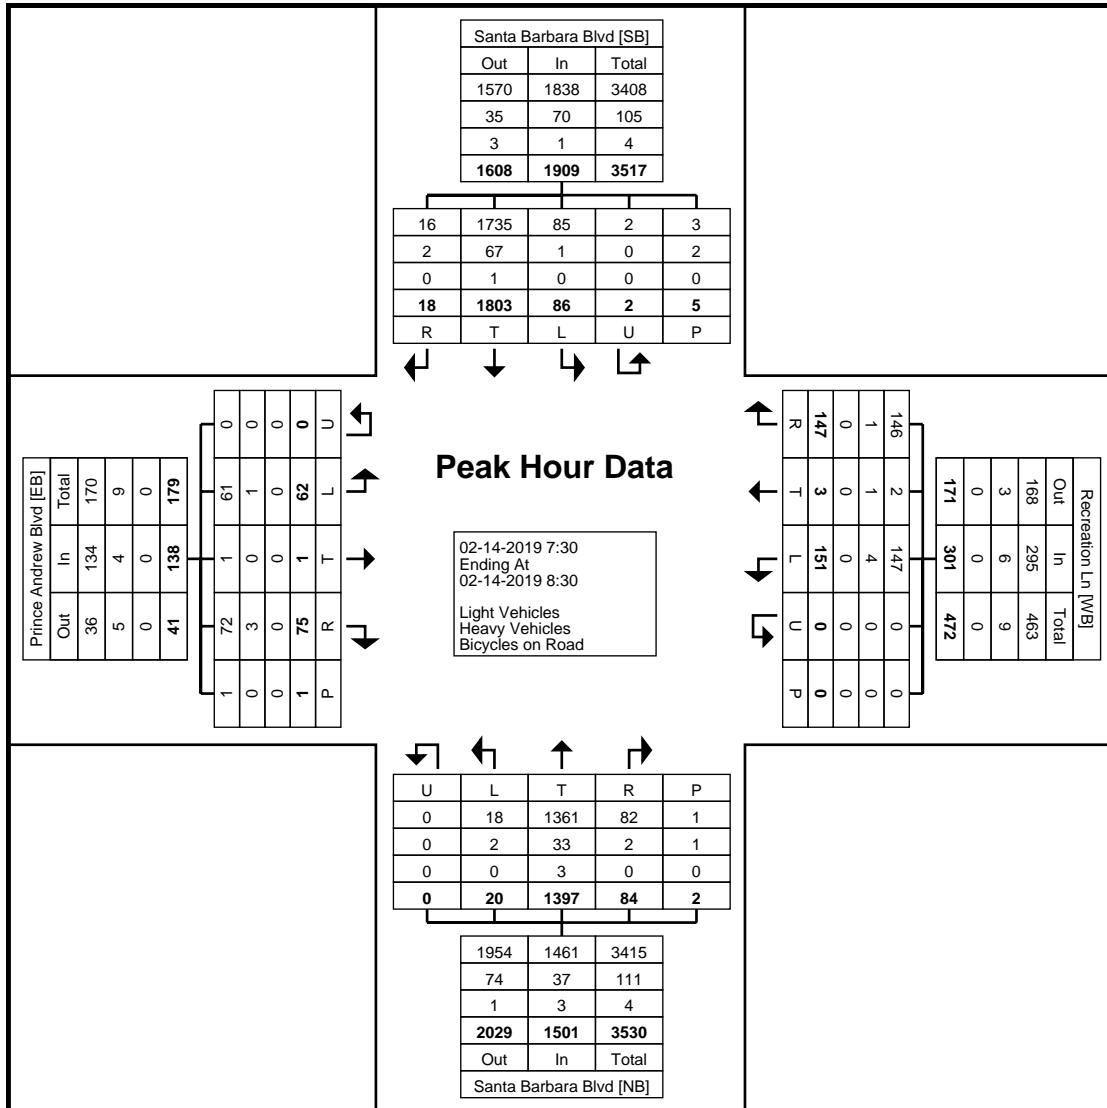 Santa Barbara Blvd [SB]
Out In Total
1570 1838 3408
35 70 105
3 1 4
1608 1909 3517
16 1735 85 2 3
2 67 1 0 2
0 1 0 0 0
18 1803 86 2 5
R T L U P
Peak Hour Data
02-14-2019 7:30
Ending At
02-14-2019 8:30
Light Vehicles
Heavy Vehicles
Bicycles on Road
Prince Andrew Blvd [EB]
Total 170 9 0 179
In 134 4 0 138
Out 36 5 0 41
0 0 0 0 U
61 1 0 62 L
1 0 0 1 T
72 3 0 75 R
1 0 0 1 P
R 147 0 1 146
T 3 0 1 2
L 151 0 4 147
U 0 0 0 0
P 0 0 0 0
Recreation Ln [WB]
Out In Total
168 295 463
3 6 9
0 0 0
171 301 472
U L T R P
0 18 1361 82 1
0 2 33 2 1
0 0 3 0 0
0 20 1397 84 2
1954 1461 3415
74 37 111
1 3 4
2029 1501 3530
Out In Total
Santa Barbara Blvd [NB]